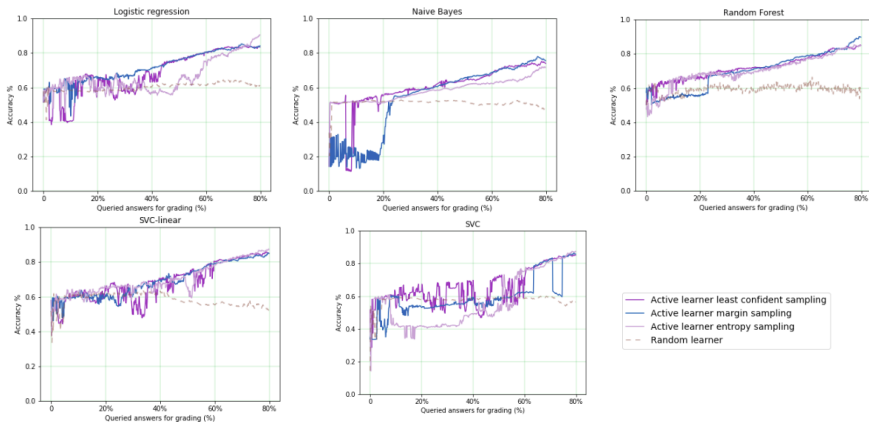 Logistic regression
Accuracy %
1.0
0.8
0.6
0.4
0.2
0.0
0 20% 40% 60% 80%
Queried answers for grading (%)
Naive Bayes
Accuracy %
1.0
0.8
0.6
0.4
0.2
0.0
0 20% 40% 60% 80%
Queried answers for grading (%)
Random Forest
Accuracy %
1.0
0.8
0.6
0.4
0.2
0.0
0 20% 40% 60% 80%
Queried answers for grading (%)
SVC-linear
Accuracy %
1.0
0.8
0.6
0.4
0.2
0.0
0 20% 40% 60% 80%
Queried answers for grading (%)
SVC
Accuracy %
1.0
0.8
0.6
0.4
0.2
0.0
0 20% 40% 60% 80%
Queried answers for grading (%)
Active learner least confident sampling
Active learner margin sampling
Active learner entropy sampling
Random learner